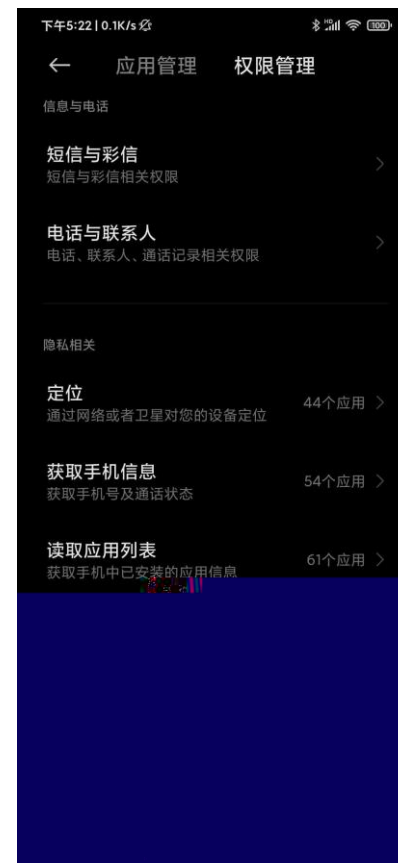 下午5:22 | 0.1K/s
100
应用管理 权限管理
信息与电话
短信与彩信
短信与彩信相关权限
电话与联系人
电话、联系人、通话记录相关权限
隐私相关
定位
通过网络或者卫星对您的设备定位
44个应用
获取手机信息
获取手机号及通话状态
54个应用
读取应用列表
获取手机中已安装的应用信息
61个应用